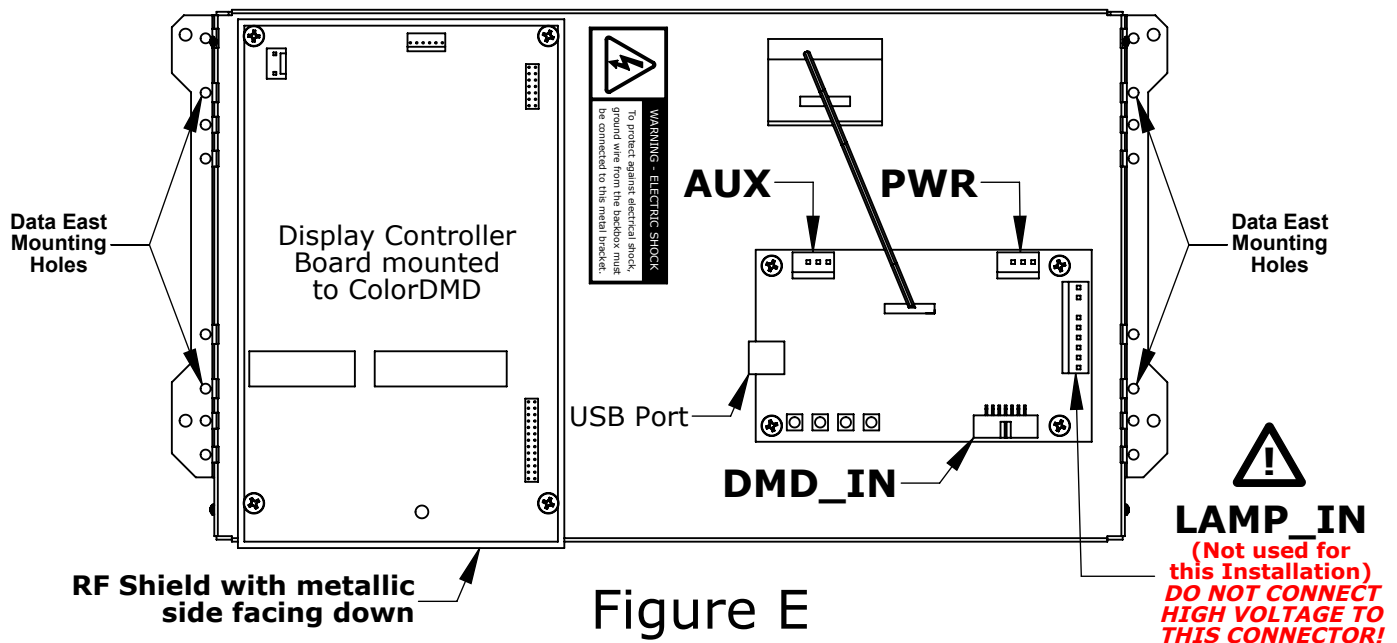 WARNING - ELECTRIC SHOCK
To protect against electrical shock,
ground wire from the backbox must
be connected to this metal bracket.
AUX
PWR
Data East
Mounting
Holes
Display Controller
Board mounted
to ColorDMD
Data East
Mounting
Holes
USB Port
DMD_IN
!
LAMP_IN
(Not used for
this Installation)
DO NOT CONNECT
HIGH VOLTAGE TO
THIS CONNECTOR!
RF Shield with metallic
side facing down
Figure E